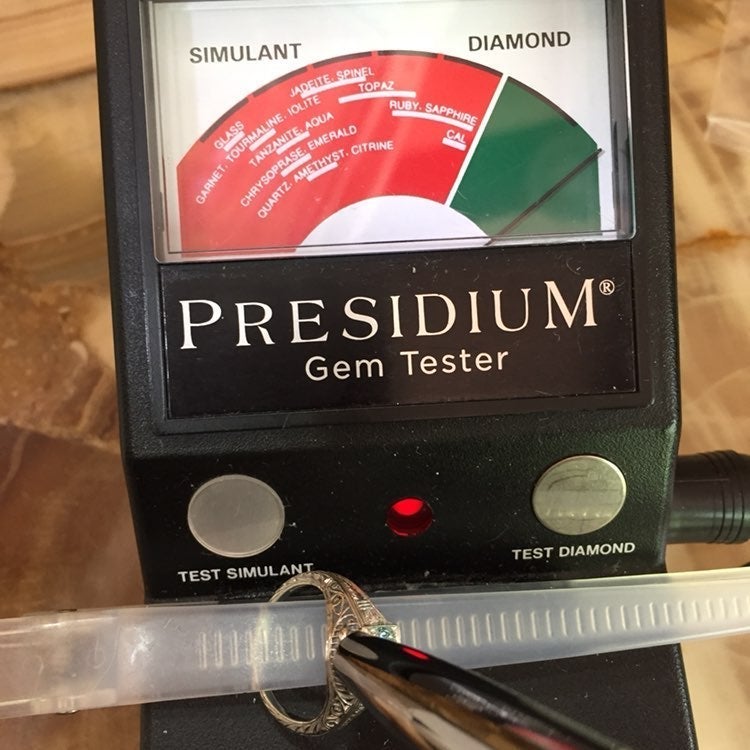 SIMULANT DIAMOND
JADEITE, SPINEL
TOPAZ
RUBY, SAPPHIRE
CAL
GLASS
GARNET, TOURMALINE, IOLITE
TANZANITE, AQUA
CHRYSOPRASE, EMERALD
QUARTZ, AMETHYST, CITRINE
PRESIDIUM®
Gem Tester
TEST SIMULANT
TEST DIAMOND